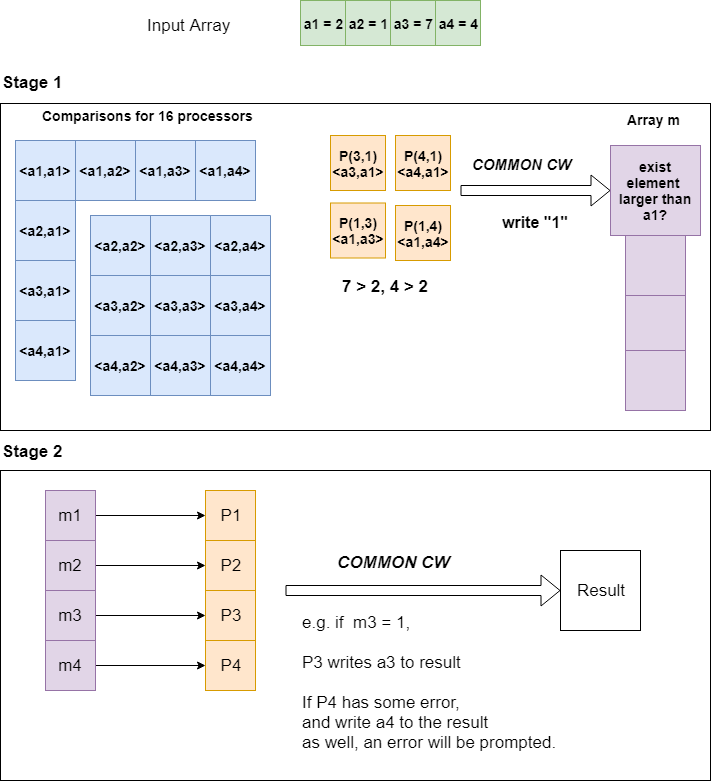 Input Array
a1 = 2 a2 = 1 a3 = 7 a4 = 4
Stage 1
Comparisons for 16 processors
<a1,a1> <a1,a2> <a1,a3> <a1,a4>
<a2,a1>
<a3,a1>
<a4,a1>
<a2,a2> <a2,a3> <a2,a4>
<a3,a2> <a3,a3> <a3,a4>
<a4,a2> <a4,a3> <a4,a4>
P(3,1)
<a3,a1>
P(4,1)
<a4,a1>
P(1,3)
<a1,a3>
P(1,4)
<a1,a4>
7 > 2, 4 > 2
COMMON CW
write "1"
Array m
exist
element
larger than
a1?
Stage 2
m1
m2
m3
m4
P1
P2
P3
P4
COMMON CW
e.g. if m3 = 1,
P3 writes a3 to result
If P4 has some error,
and write a4 to the result
as well, an error will be prompted.
Result